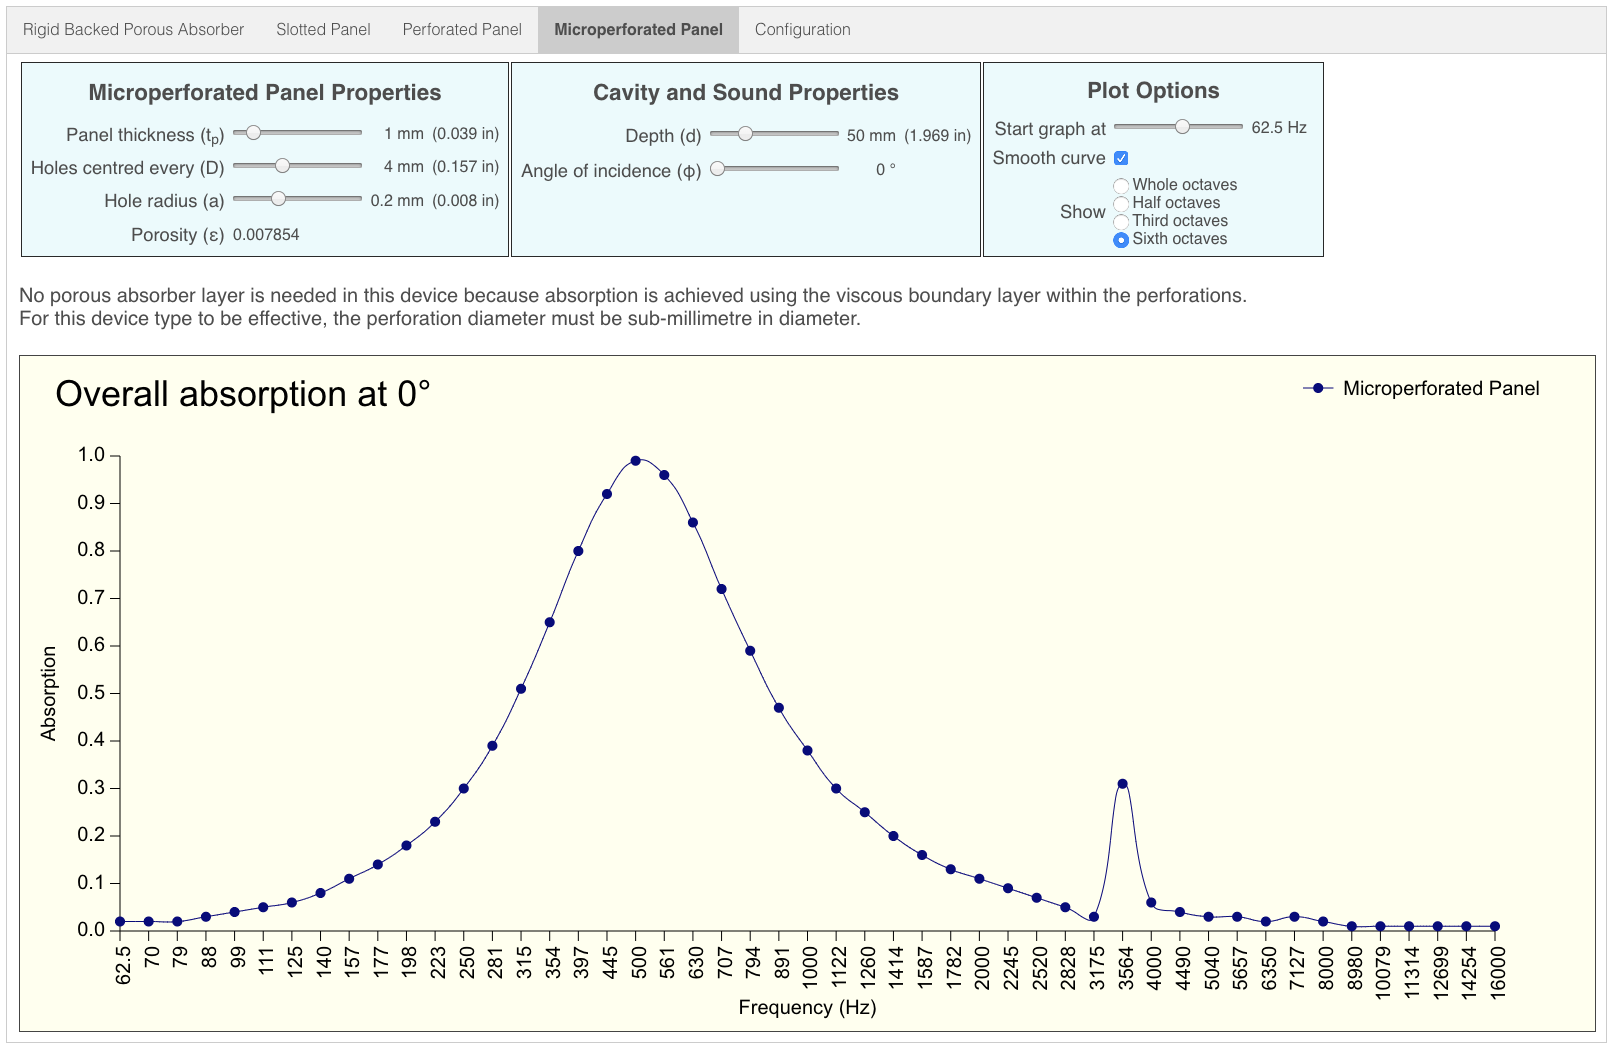 Rigid Backed Porous Absorber Slotted Panel Perforated Panel Microperforated Panel Configuration
Microperforated Panel Properties
Panel thickness (tp) 1 mm (0.039 in)
Holes centred every (D) 4 mm (0.157 in)
Hole radius (a) 0.2 mm (0.008 in)
Porosity (ε) 0.007854
Cavity and Sound Properties
Depth (d) 50 mm (1.969 in)
Angle of incidence (ϕ) 0 °
Plot Options
Start graph at 62.5 Hz
Smooth curve
Show
Whole octaves
Half octaves
Third octaves
Sixth octaves
No porous absorber layer is needed in this device because absorption is achieved using the viscous boundary layer within the perforations.
For this device type to be effective, the perforation diameter must be sub-millimetre in diameter.
Overall absorption at 0°
Microperforated Panel
1.0
0.9
0.8
0.7
0.6
0.5
0.4
0.3
0.2
0.1
0.0
Absorption
62.5 70 79 88 99 111 125 140 157 177 198 223 250 281 315 354 397 445 500 561 630 707 794 891 1000 1122 1260 1414 1587 1782 2000 2245 2520 2828 3175 3564 4000 4490 5040 5657 6350 7127 8000 8980 10079 11314 12699 14254 16000
Frequency (Hz)